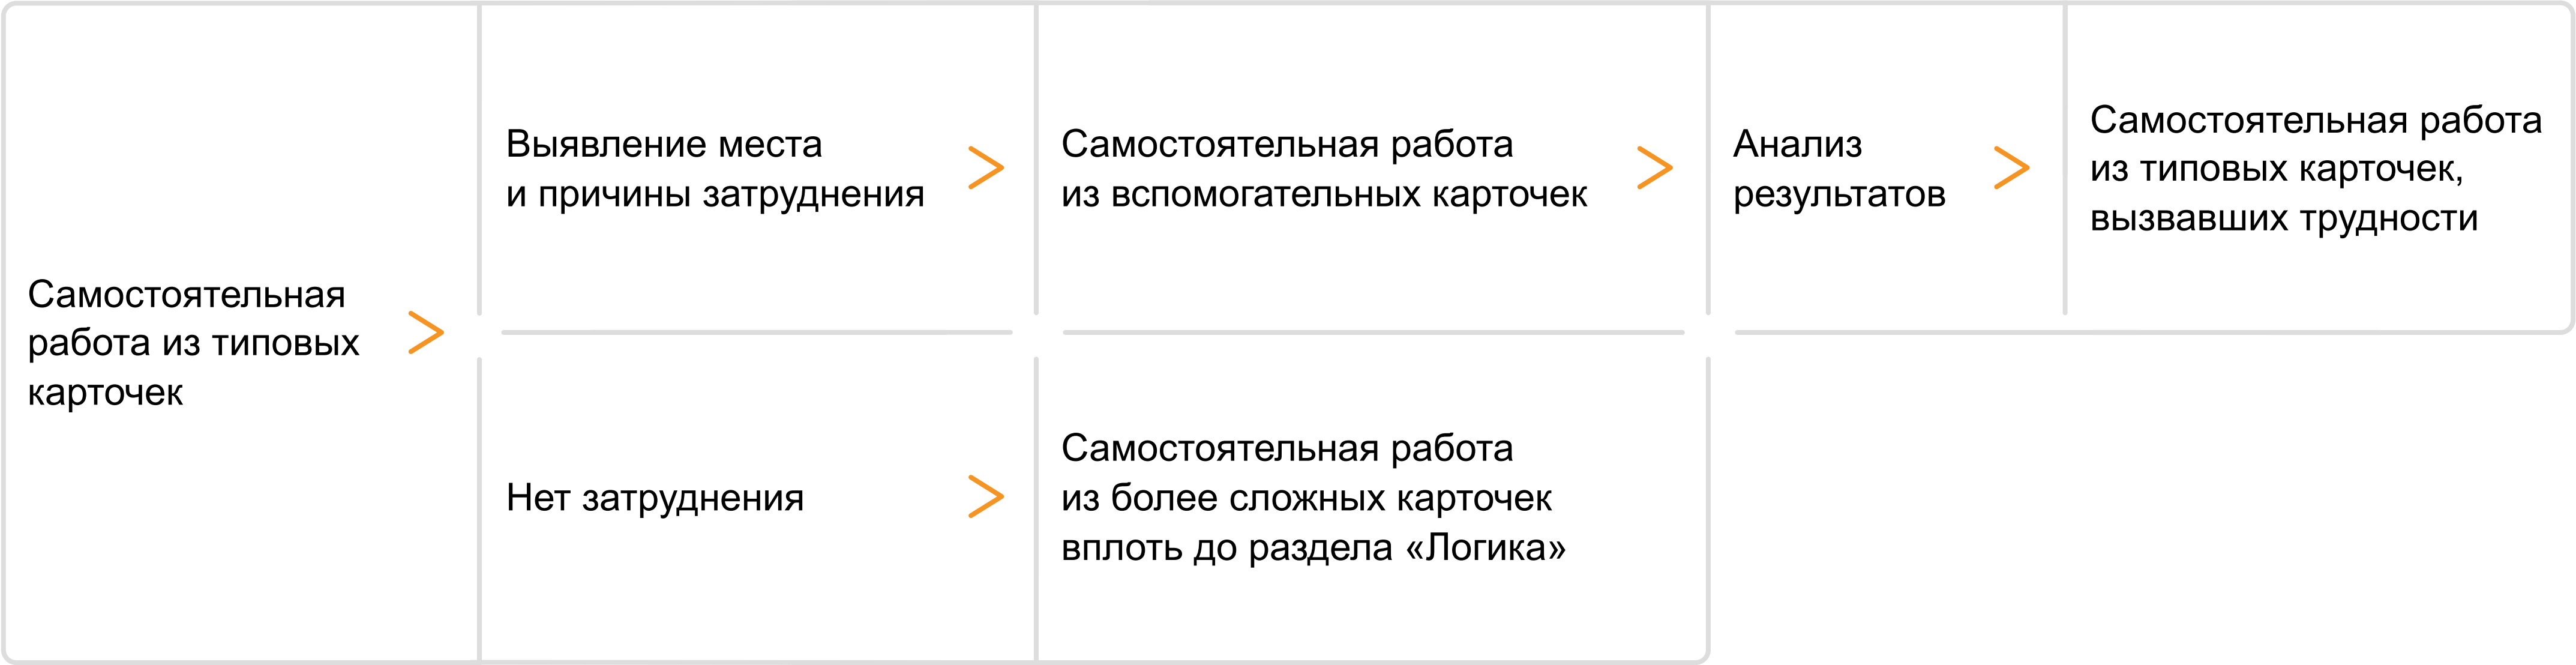 Самостоятельная
работа из типовых
карточек
Выявление места
и причины затруднения
Самостоятельная работа
из вспомогательных карточек
Анализ
результатов
Самостоятельная работа
из типовых карточек,
вызвавших трудности
Нет затруднения
Самостоятельная работа
из более сложных карточек
вплоть до раздела «Логика»